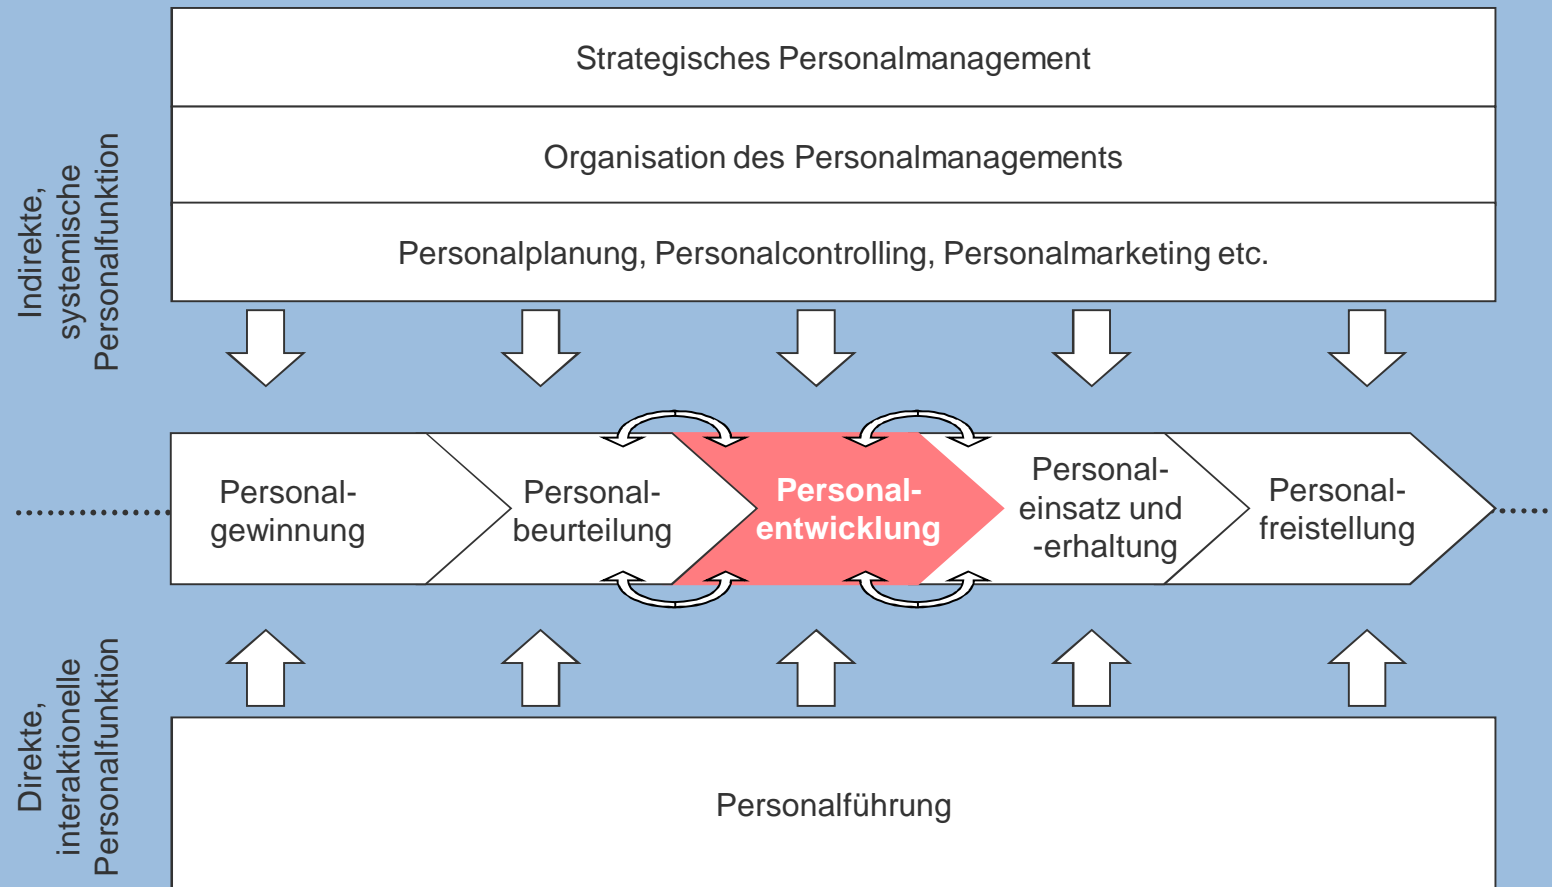 Strategisches Personalmanagement
Organisation des Personalmanagements
Personalplanung, Personalcontrolling, Personalmarketing etc.
Indirekte,
systemische
Personalfunktion
Personal-
gewinnung
Personal-
beurteilung
Personal-
entwicklung
Personal-
einsatz und
-erhaltung
Personal-
freistellung
Direkte,
interaktionelle
Personalfunktion
Personalführung